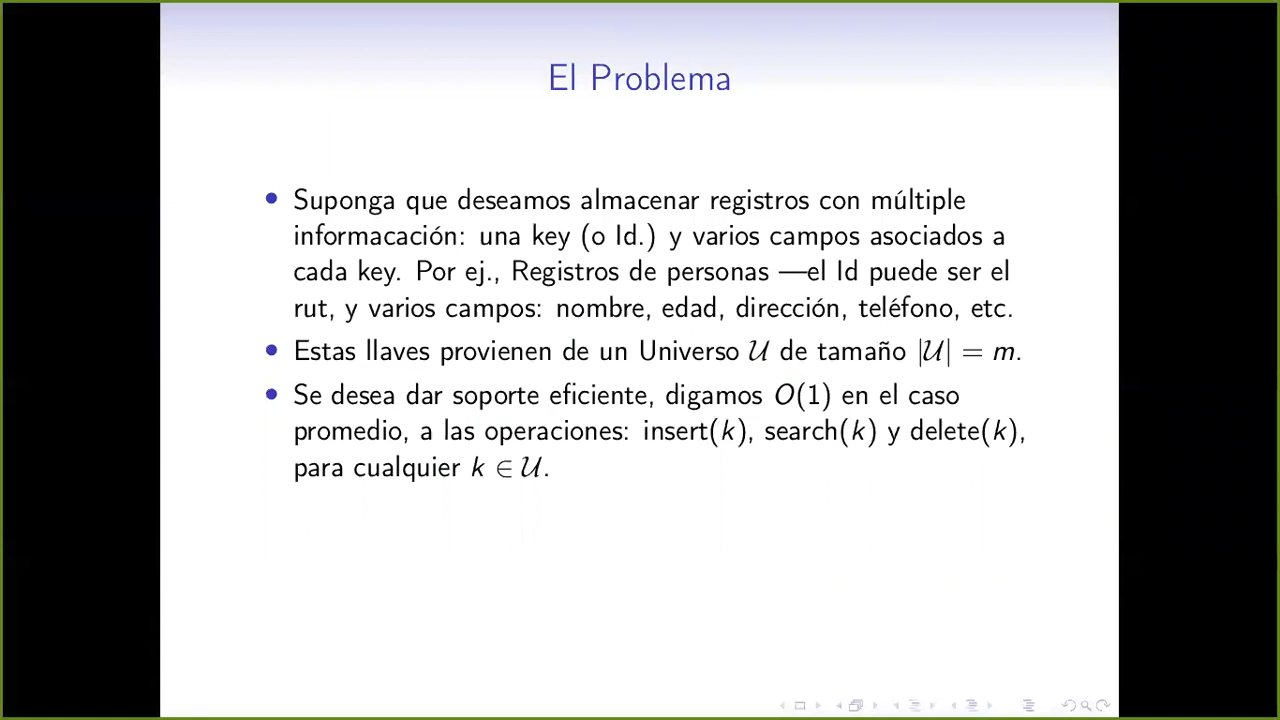 El Problema
• Suponga que deseamos almacenar registros con múltiple
informacación: una key (o Id.) y varios campos asociados a
cada key. Por ej., Registros de personas —el Id puede ser el
rut, y varios campos: nombre, edad, dirección, teléfono, etc.
• Estas llaves provienen de un Universo 𝒰 de tamaño |𝒰| = m.
• Se desea dar soporte eficiente, digamos O(1) en el caso
promedio, a las operaciones: insert(k), search(k) y delete(k),
para cualquier k ∈ 𝒰.